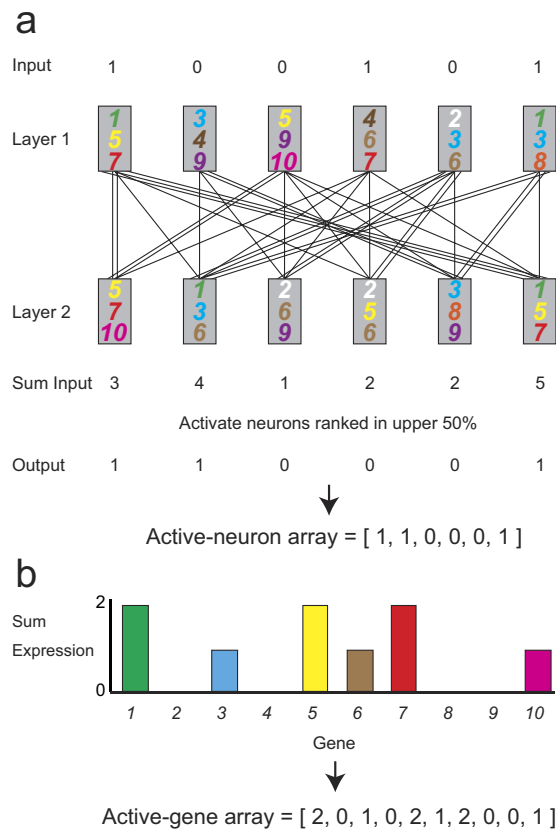 a
Input 1 0 0 1 0 1
Layer 1
1 3 5 4 2 1
5 4 9 6 3 3
7 9 10 7 6 8
Layer 2
5 1 2 2 3 1
7 3 6 5 8 5
10 6 9 6 9 7
Sum Input 3 4 1 2 2 5
Activate neurons ranked in upper 50%
Output 1 1 0 0 0 1
Active-neuron array = [ 1, 1, 0, 0, 0, 1 ]
b
2
Sum
Expression
0
1 2 3 4 5 6 7 8 9 10
Gene
Active-gene array = [ 2, 0, 1, 0, 2, 1, 2, 0, 0, 1 ]